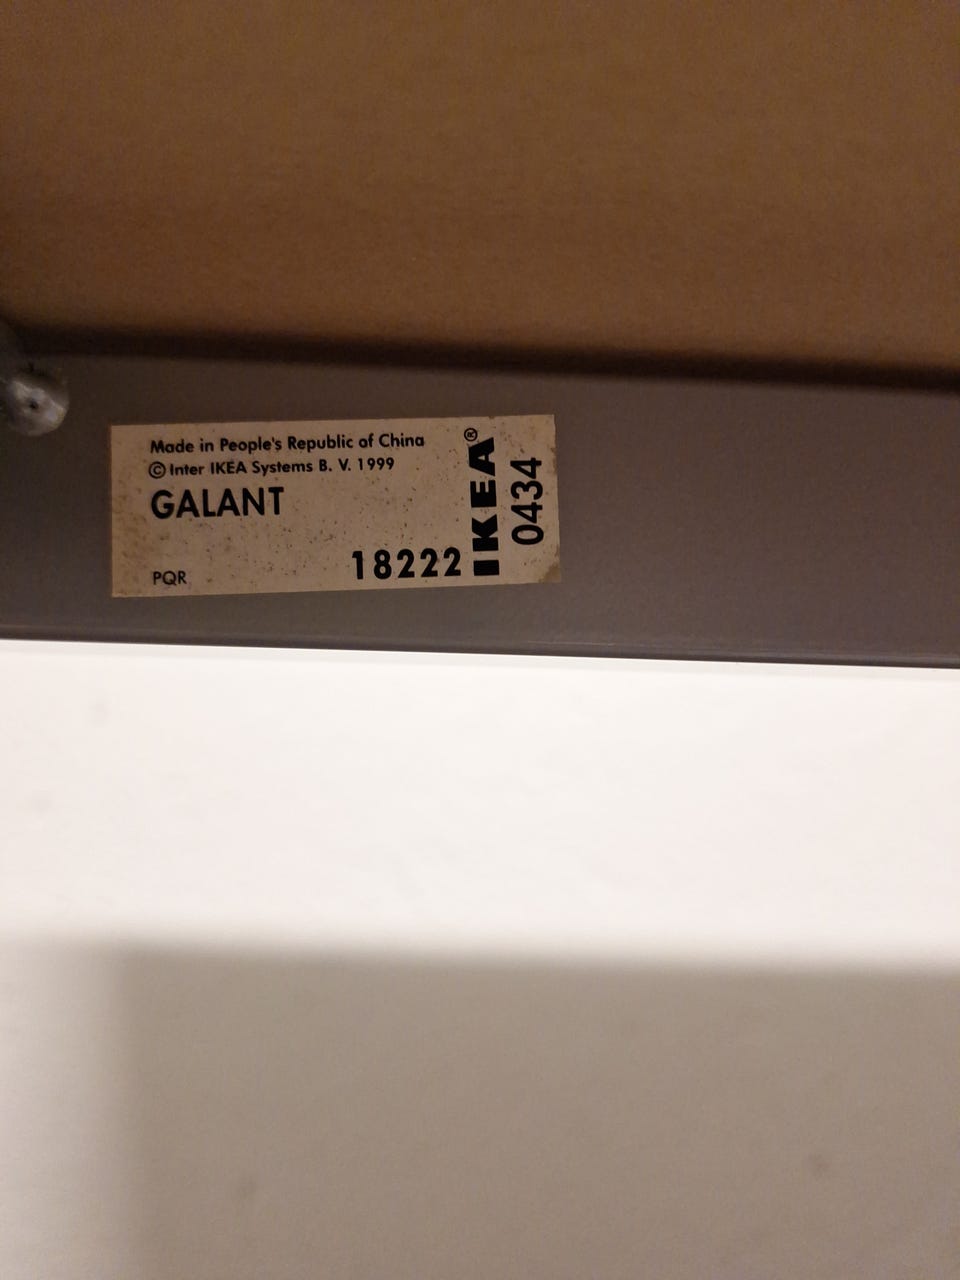 Made in People's Republic of China
© Inter IKEA Systems B. V. 1999
GALANT
PQR
18222
IKEA®
0434